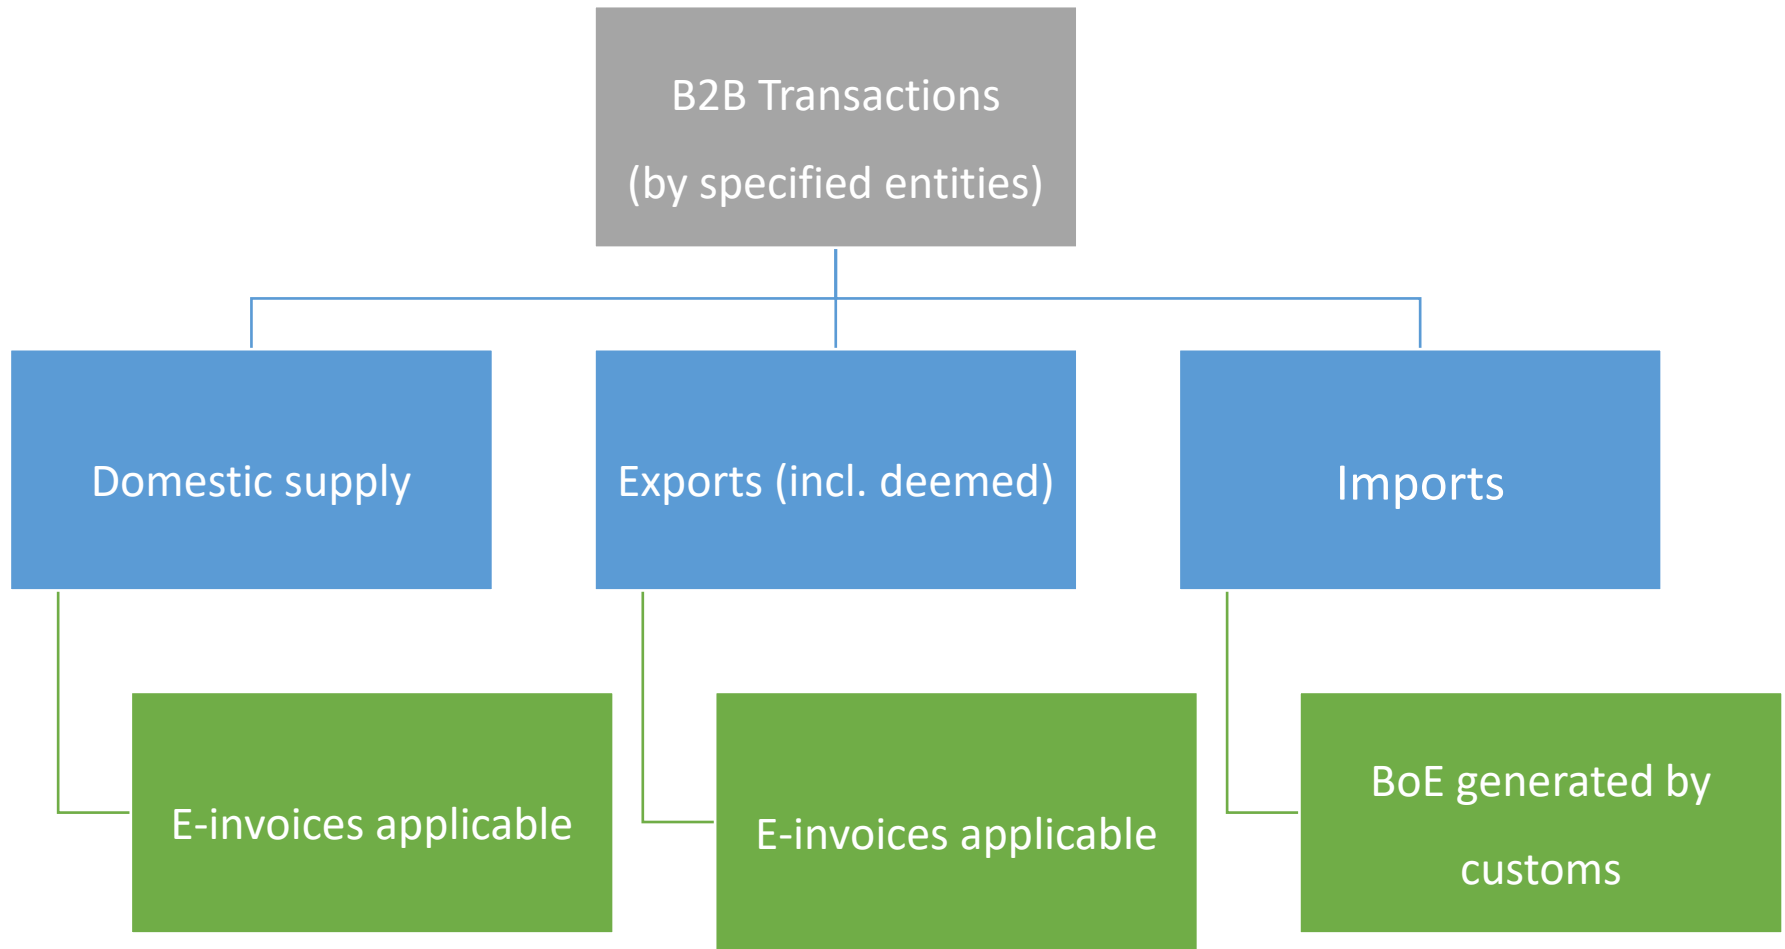 B2B Transactions
(by specified entities)
Domestic supply
Exports (incl. deemed)
Imports
E-invoices applicable
E-invoices applicable
BoE generated by
customs